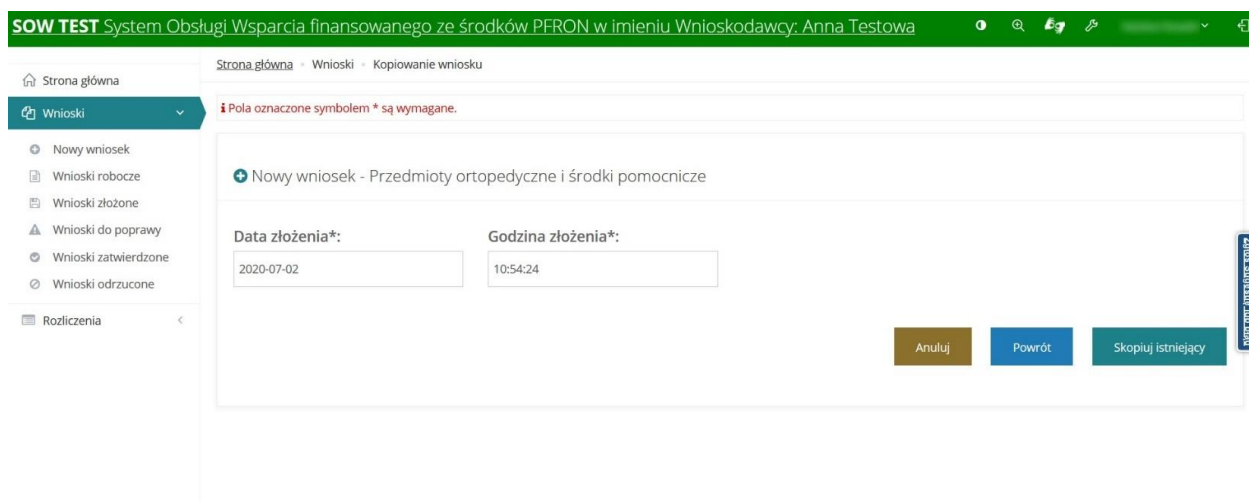 SOW TEST System Obsługi Wsparcia finansowanego ze środków PFRON w imieniu Wnioskodawcy: Anna Testowa
Strona główna
Wnioski
Nowy wniosek
Wnioski robocze
Wnioski złożone
Wnioski do poprawy
Wnioski zatwierdzone
Wnioski odrzucone
Rozliczenia
Strona główna Wnioski Kopiowanie wniosku
Pola oznaczone symbolem * są wymagane.
Nowy wniosek - Przedmioty ortopedyczne i środki pomocnicze
Data złożenia*: Godzina złożenia*:
2020-07-02 10:54:24
Anuluj Powrót Skopiuj istniejący